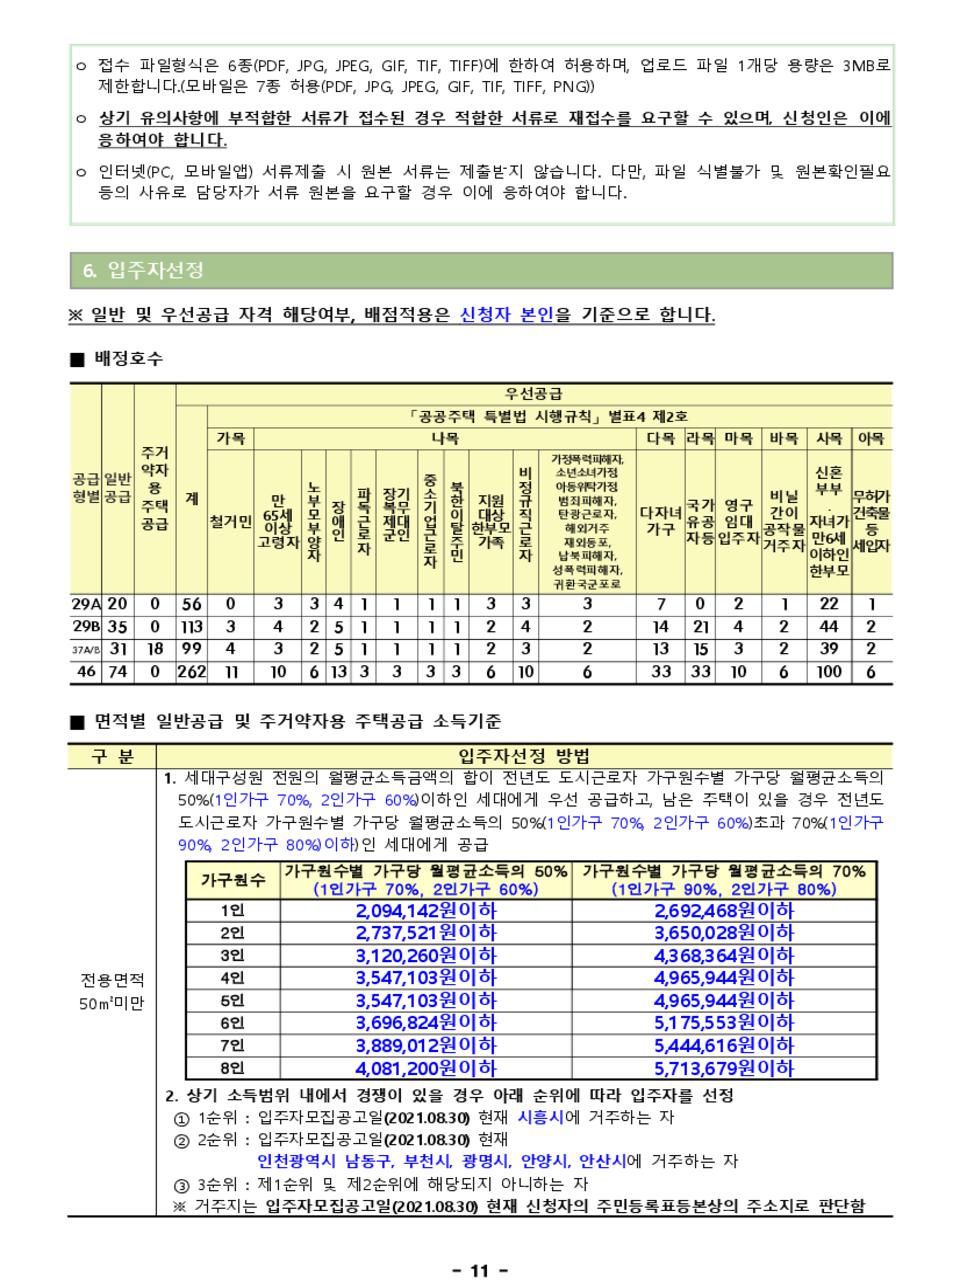 ㅇ 접수 파일형식은 6종(PDF, JPG, JPEG, GIF, TIF, TIFF)에 한하여 허용하며, 업로드 파일 1개당 용량은 3MB로
제한합니다.(모바일은 7종 허용(PDF, JPG, JPEG, GIF, TIF, TIFF, PNG))
ㅇ 상기 유의사항에 부적합한 서류가 접수된 경우 적합한 서류로 재접수를 요구할 수 있으며, 신청인은 이에
응하여야 합니다.
ㅇ 인터넷(PC, 모바일앱) 서류제출 시 원본 서류는 제출받지 않습니다. 다만, 파일 식별불가 및 원본확인필요
등의 사유로 담당자가 서류 원본을 요구할 경우 이에 응하여야 합니다.
6. 입주자선정
※ 일반 및 우선공급 자격 해당여부, 배점적용은 신청자 본인을 기준으로 합니다.
■ 배정호수
공급형별 일반공급 주거약자용주택공급 우선공급
계 「공공주택 특별법 시행규칙」 별표4 제2호
가목 나목 다목 라목 마목 바목 사목 아목
철거민 만65세이상고령자 노부모부양자 장애인 파독근로자 장기복무제대군인 중소기업근로자 북한이탈주민 지원대상한부모가족 비정규직근로자 가정폭력피해자, 소년소녀가정 아동위탁가정 범죄피해자, 탄광근로자, 해외거주 재외동포, 납북피해자, 성폭력피해자, 귀환국군포로 다자녀가구 국가유공자등 영구임대입주자 비닐간이공작물거주자 신혼부부·자녀가만6세이하인한부모 무허가건축물등세입자
29A 20 0 56 0 3 3 4 1 1 1 1 3 3 3 7 0 2 1 22 1
29B 35 0 113 3 4 2 5 1 1 1 1 2 4 2 14 21 4 2 44 2
37A/B 31 18 99 4 3 2 5 1 1 1 1 2 3 2 13 15 3 2 39 2
46 74 0 262 11 10 6 13 3 3 3 3 6 10 6 33 33 10 6 100 6
■ 면적별 일반공급 및 주거약자용 주택공급 소득기준
구 분 입주자선정 방법
전용면적
50㎡미만
1. 세대구성원 전원의 월평균소득금액의 합이 전년도 도시근로자 가구원수별 가구당 월평균소득의
50%(1인가구 70%, 2인가구 60%)이하인 세대에게 우선 공급하고, 남은 주택이 있을 경우 전년도
도시근로자 가구원수별 가구당 월평균소득의 50%(1인가구 70%, 2인가구 60%)초과 70%(1인가구
90%, 2인가구 80%)이하)인 세대에게 공급
가구원수 가구원수별 가구당 월평균소득의 50% 가구원수별 가구당 월평균소득의 70%
(1인가구 70%, 2인가구 60%) (1인가구 90%, 2인가구 80%)
1인 2,094,142원이하 2,692,468원이하
2인 2,737,521원이하 3,650,028원이하
3인 3,120,260원이하 4,368,364원이하
4인 3,547,103원이하 4,965,944원이하
5인 3,547,103원이하 4,965,944원이하
6인 3,696,824원이하 5,175,553원이하
7인 3,889,012원이하 5,444,616원이하
8인 4,081,200원이하 5,713,679원이하
2. 상기 소득범위 내에서 경쟁이 있을 경우 아래 순위에 따라 입주자를 선정
① 1순위 : 입주자모집공고일(2021.08.30) 현재 시흥시에 거주하는 자
② 2순위 : 입주자모집공고일(2021.08.30) 현재
인천광역시 남동구, 부천시, 광명시, 안양시, 안산시에 거주하는 자
③ 3순위 : 제1순위 및 제2순위에 해당되지 아니하는 자
※ 거주지는 입주자모집공고일(2021.08.30) 현재 신청자의 주민등록표등본상의 주소지로 판단함
- 11 -